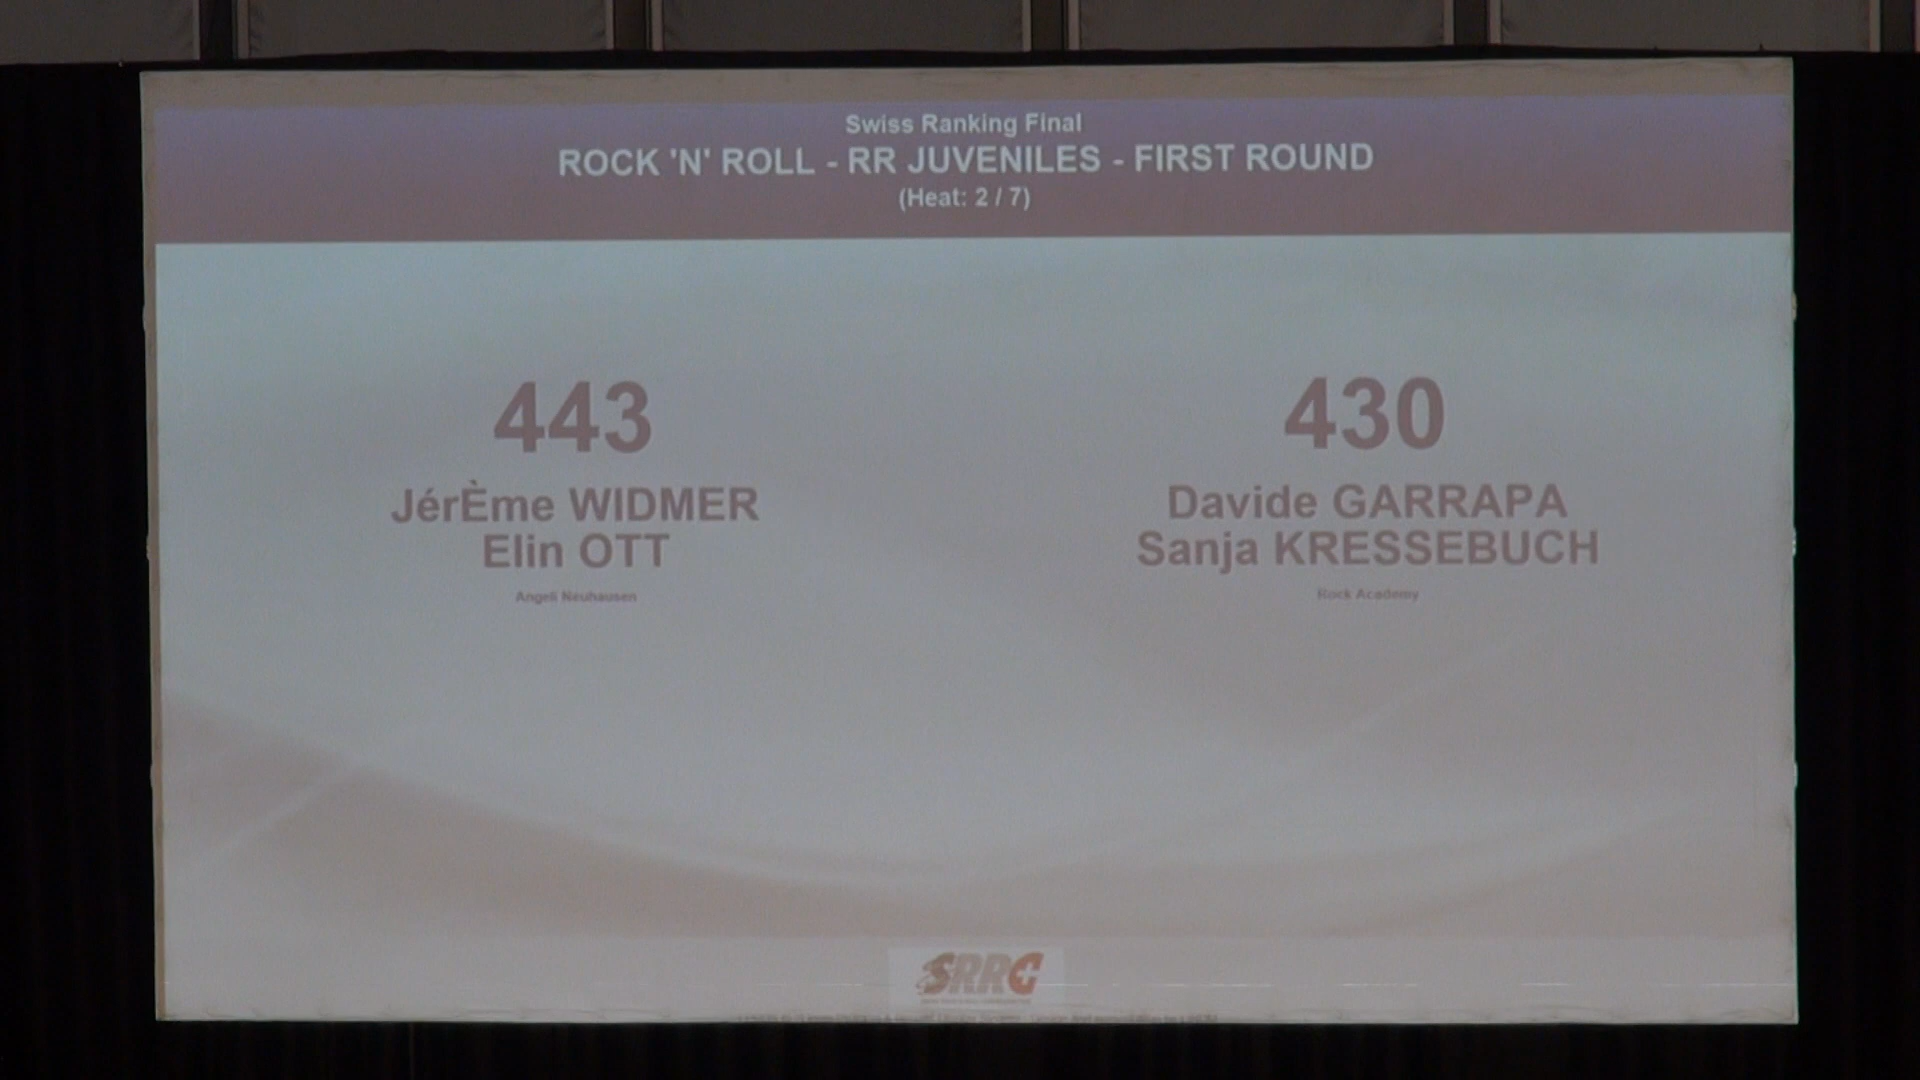 Swiss Ranking Final
ROCK 'N' ROLL - RR JUVENILES - FIRST ROUND
(Heat: 2 / 7)
443
JérÈme WIDMER
Elin OTT
Angeli Neuhausen
430
Davide GARRAPA
Sanja KRESSEBUCH
Rock Academy
SRRC